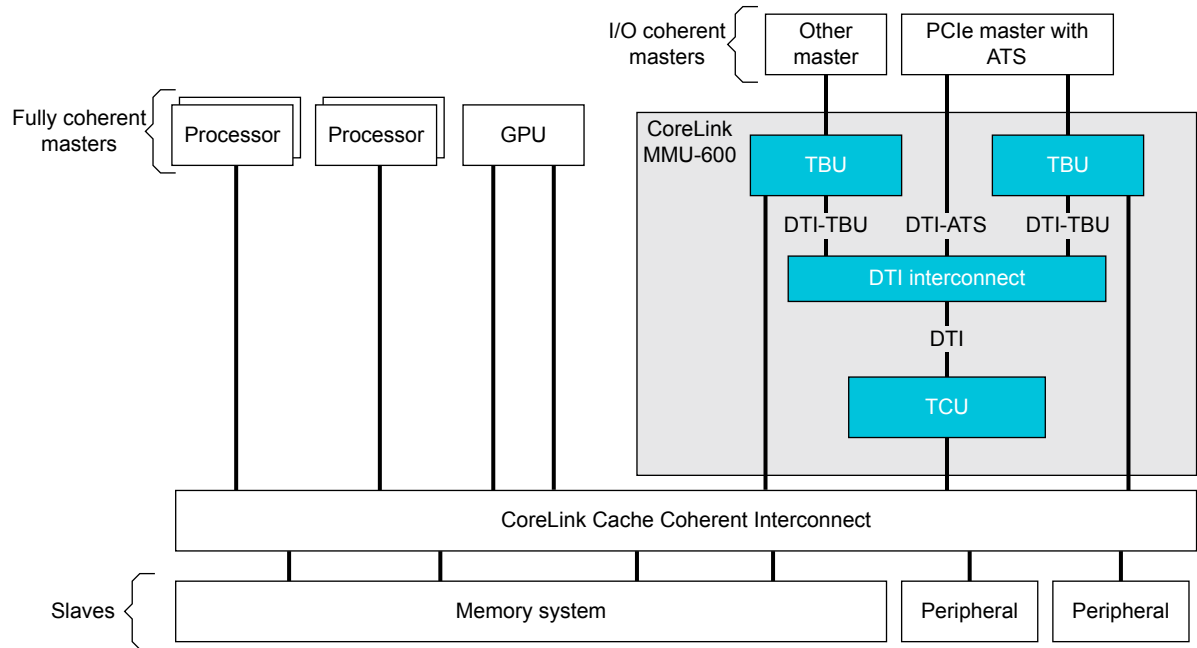 I/O coherent
masters
Other
master
PCIe master with
ATS
Fully coherent
masters
Processor
Processor
GPU
CoreLink
MMU-600
TBU
TBU
DTI-TBU
DTI-ATS
DTI-TBU
DTI interconnect
DTI
TCU
CoreLink Cache Coherent Interconnect
Slaves
Memory system
Peripheral
Peripheral